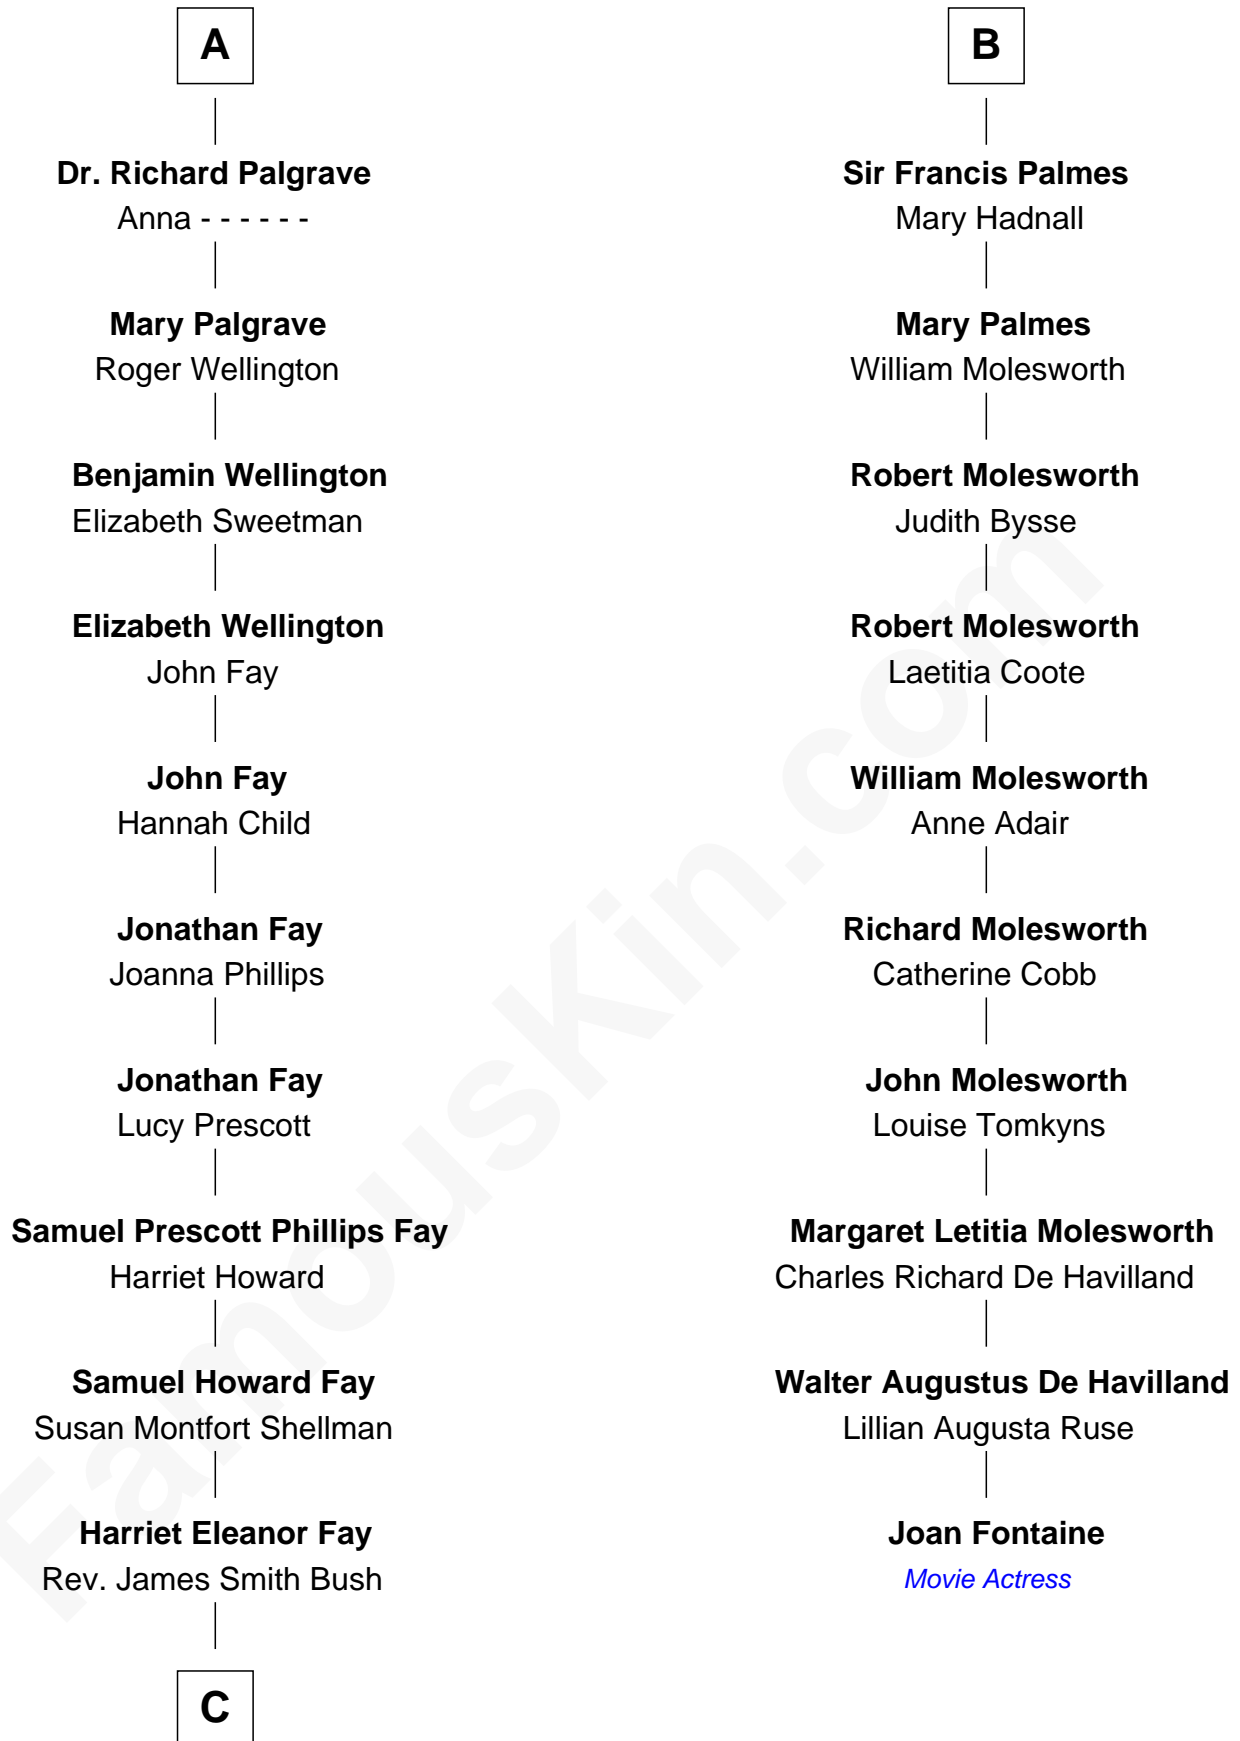 A
Dr. Richard Palgrave
Anna - - - - - -
Mary Palgrave
Roger Wellington
Benjamin Wellington
Elizabeth Sweetman
Elizabeth Wellington
John Fay
John Fay
Hannah Child
Jonathan Fay
Joanna Phillips
Jonathan Fay
Lucy Prescott
Samuel Prescott Phillips Fay
Harriet Howard
Samuel Howard Fay
Susan Montfort Shellman
Harriet Eleanor Fay
Rev. James Smith Bush
C
B
Sir Francis Palmes
Mary Hadnall
Mary Palmes
William Molesworth
Robert Molesworth
Judith Bysse
Robert Molesworth
Laetitia Coote
William Molesworth
Anne Adair
Richard Molesworth
Catherine Cobb
John Molesworth
Louise Tomkyns
Margaret Letitia Molesworth
Charles Richard De Havilland
Walter Augustus De Havilland
Lillian Augusta Ruse
Joan Fontaine
Movie Actress
FamousKin.com